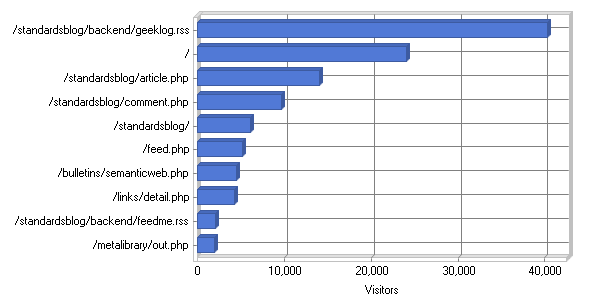 /standardsblog/backend/geeklog.rss
/
/standardsblog/article.php
/standardsblog/comment.php
/standardsblog/
/feed.php
/bulletins/semanticweb.php
/links/detail.php
/standardsblog/backend/feedme.rss
/metalibrary/out.php
0 10,000 20,000 30,000 40,000
Visitors